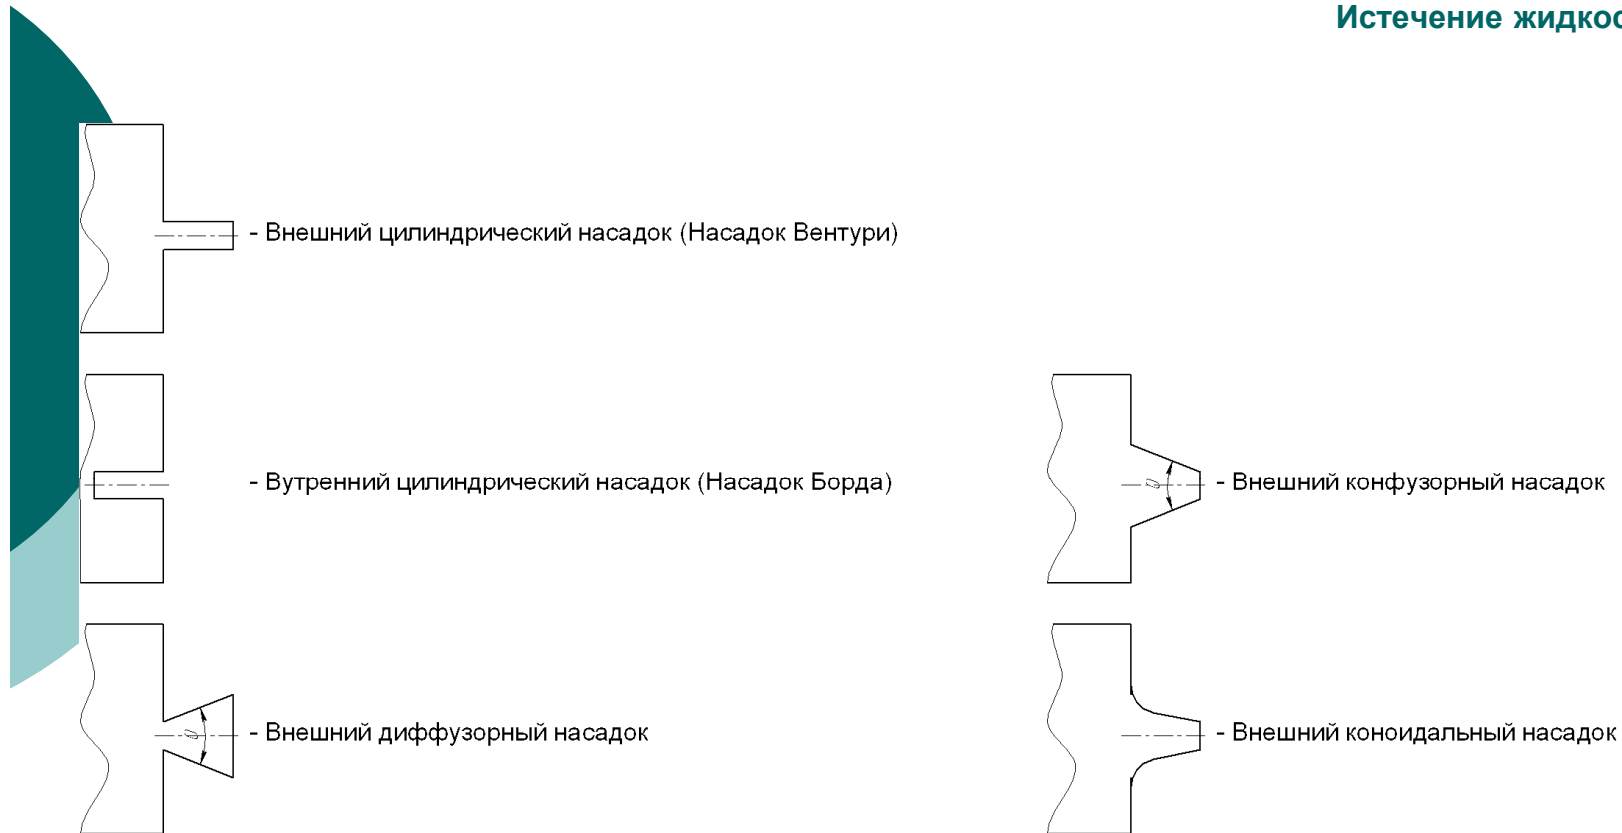 Истечение жидкос
- Внешний цилиндрический насадок (Насадок Вентури)
- Вутренний цилиндрический насадок (Насадок Борда)
- Внешний конфузорный насадок
- Внешний диффузорный насадок
- Внешний коноидальный насадок